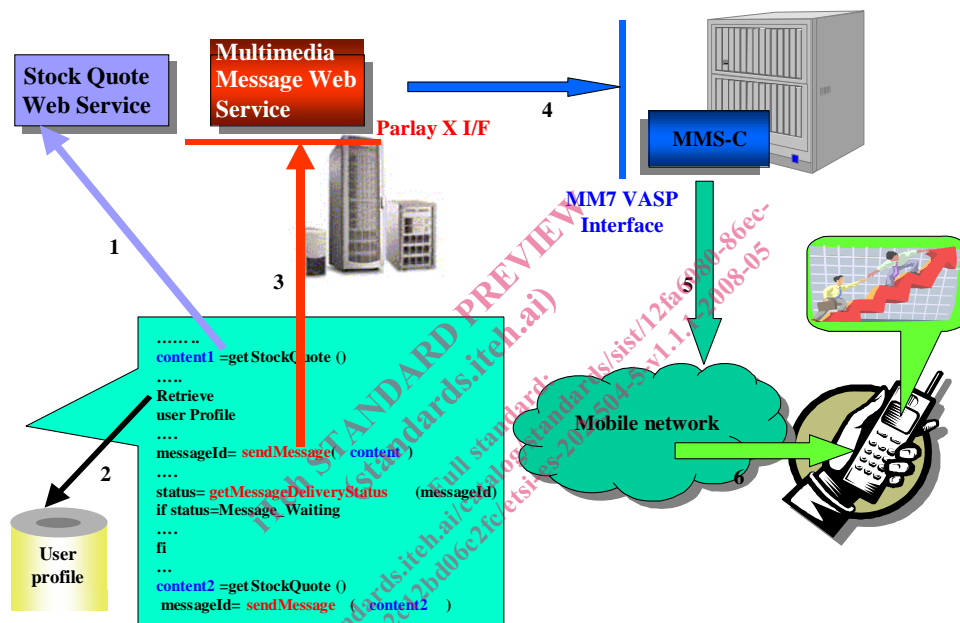 Stock Quote
Web Service
Multimedia
Message Web
Service
Parlay X I/F
4
MMS-C
MM7 VASP
Interface
1
3
5
2
6
…… ..
content1 =getStockQuote ()
…..
Retrieve
user Profile
….
messageId= sendMessage( content )
….
status= getMessageDeliveryStatus (messageId)
if status=Message_Waiting
….
fi
…
content2 =getStockQuote ()
messageId= sendMessage ( content2 )
User
profile
Mobile network
iTeh STANDARD PREVIEW
(standards.iteh.ai)
Full standard: